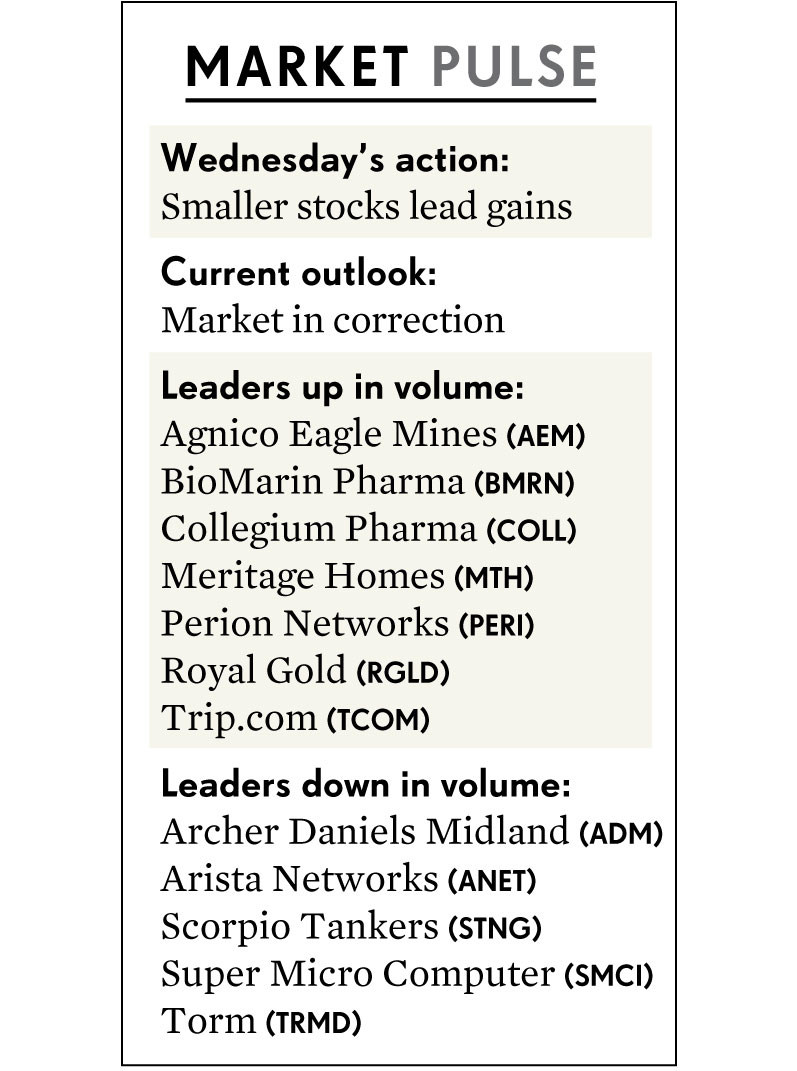 MARKET PULSE
Wednesday’s action:
Smaller stocks lead gains
Current outlook:
Market in correction
Leaders up in volume:
Agnico Eagle Mines (AEM)
BioMarin Pharma (BMRN)
Collegium Pharma (COLL)
Meritage Homes (MTH)
Perion Networks (PERI)
Royal Gold (RGLD)
Trip.com (TCOM)
Leaders down in volume:
Archer Daniels Midland (ADM)
Arista Networks (ANET)
Scorpio Tankers (STNG)
Super Micro Computer (SMCI)
Torm (TRMD)